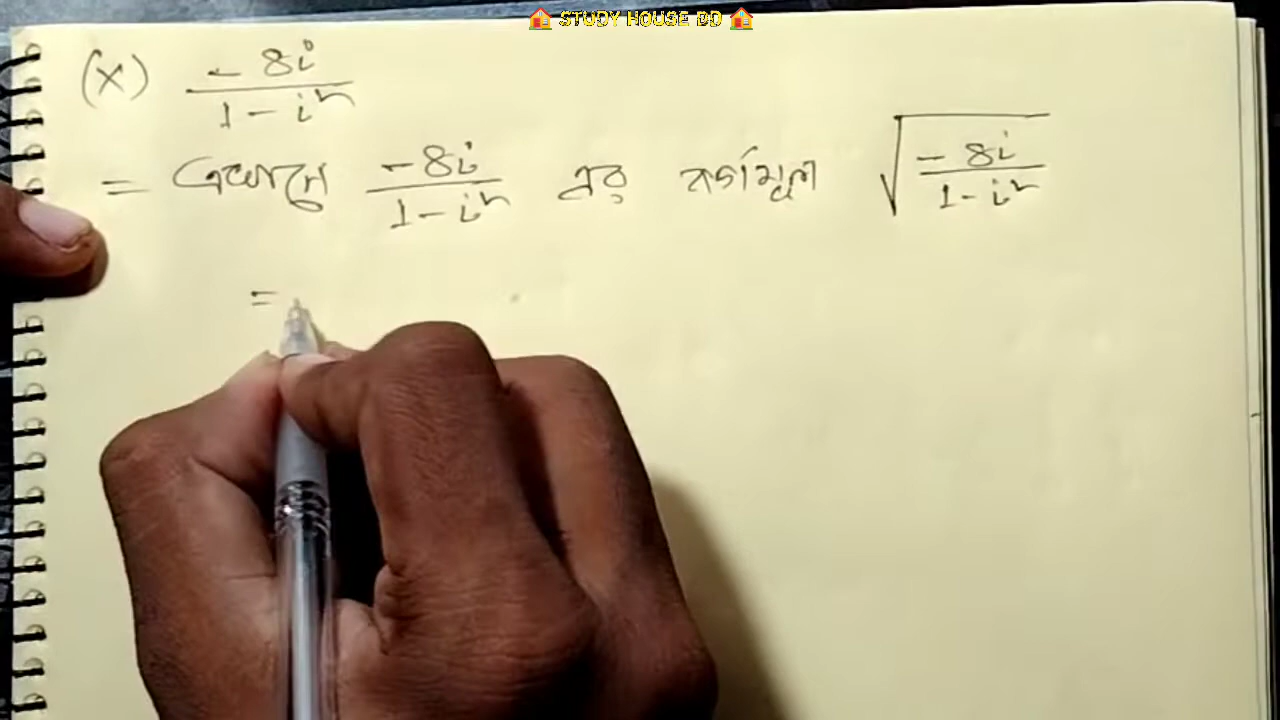 🏠 STUDY HOUSE BD 🏠
(x) -8i / 1 - i²
= এখানে -8i / 1 - i² এর বর্গমূল √(-8i / 1 - i²)
=